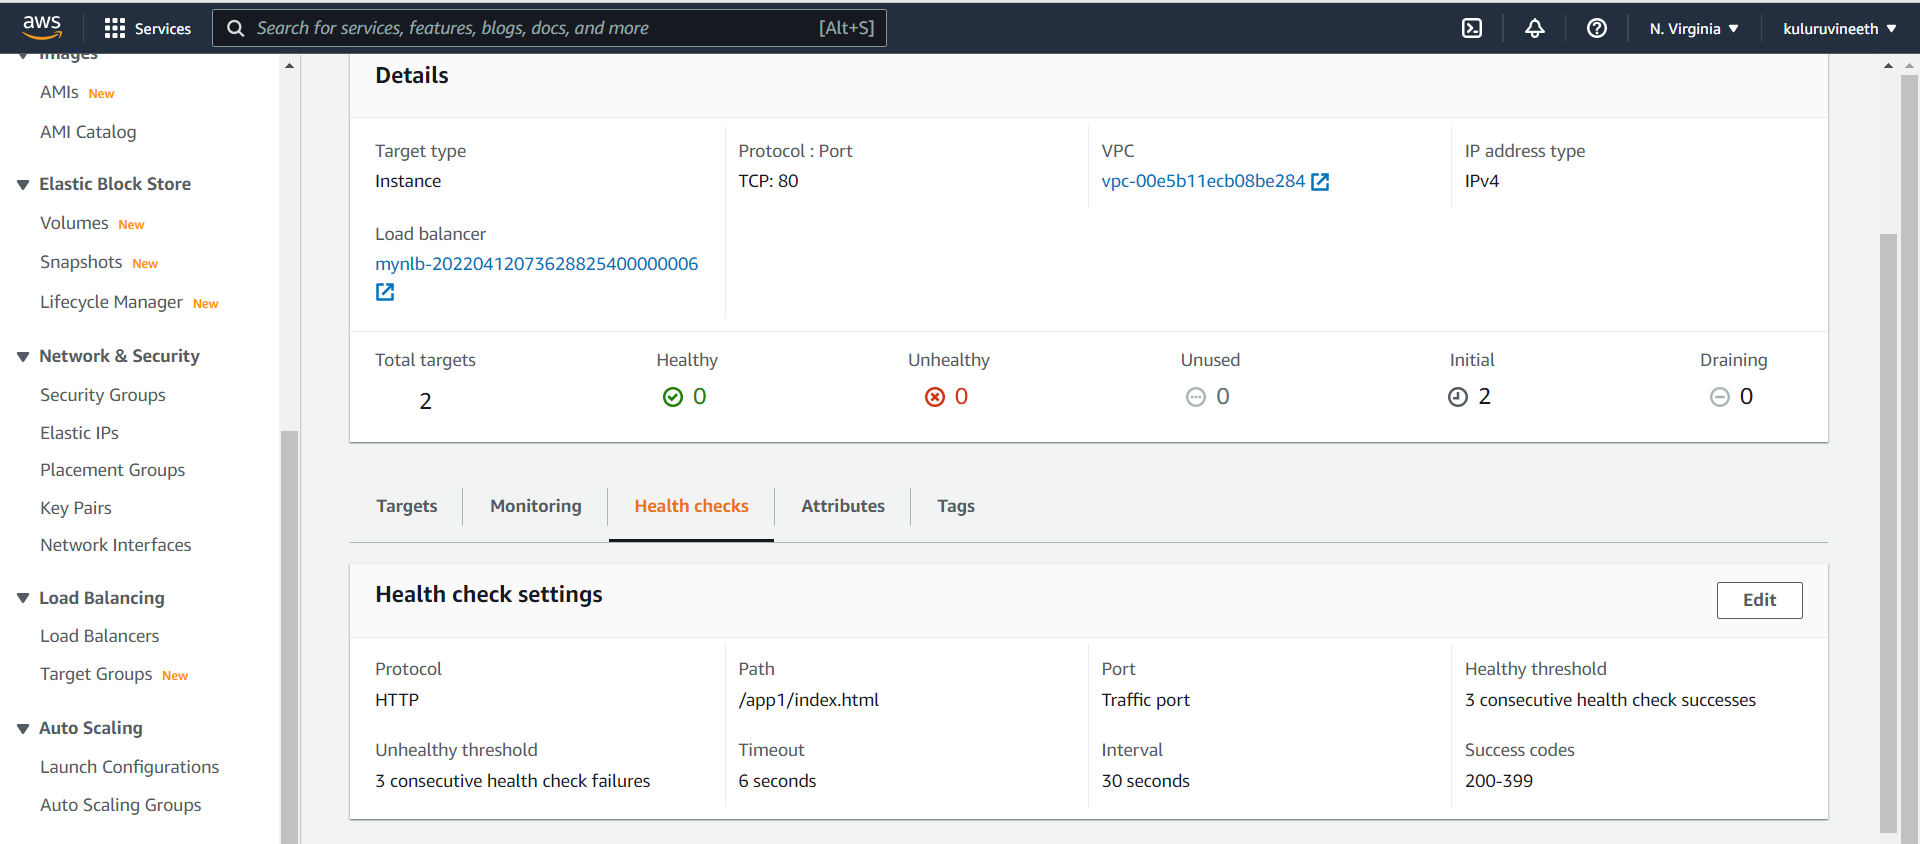 aws
Services
Search for services, features, blogs, docs, and more
[Alt+S]
N. Virginia
kuluruvineeth
Images
AMIs New
AMI Catalog
Elastic Block Store
Volumes New
Snapshots New
Lifecycle Manager New
Network & Security
Security Groups
Elastic IPs
Placement Groups
Key Pairs
Network Interfaces
Load Balancing
Load Balancers
Target Groups New
Auto Scaling
Launch Configurations
Auto Scaling Groups
Details
Target type
Instance
Protocol : Port
TCP: 80
VPC
vpc-00e5b11ecb08be284
IP address type
IPv4
Load balancer
mynlb-20220412073628825400000006
Total targets
2
Healthy
0
Unhealthy
0
Unused
0
Initial
2
Draining
0
Targets
Monitoring
Health checks
Attributes
Tags
Health check settings
Edit
Protocol
HTTP
Path
/app1/index.html
Port
Traffic port
Healthy threshold
3 consecutive health check successes
Unhealthy threshold
3 consecutive health check failures
Timeout
6 seconds
Interval
30 seconds
Success codes
200-399